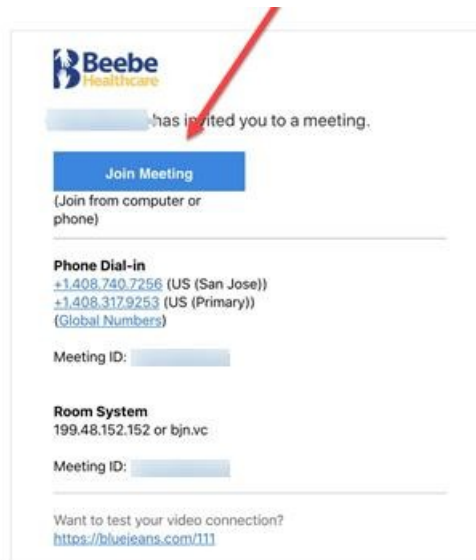 Beebe
Healthcare
has invited you to a meeting.
Join Meeting
(Join from computer or
phone)
Phone Dial-in
+1.408.740.7256 (US (San Jose))
+1.408.317.9253 (US (Primary))
(Global Numbers)
Meeting ID:
Room System
199.48.152.152 or bjn.vc
Meeting ID:
Want to test your video connection?
https://bluejeans.com/111